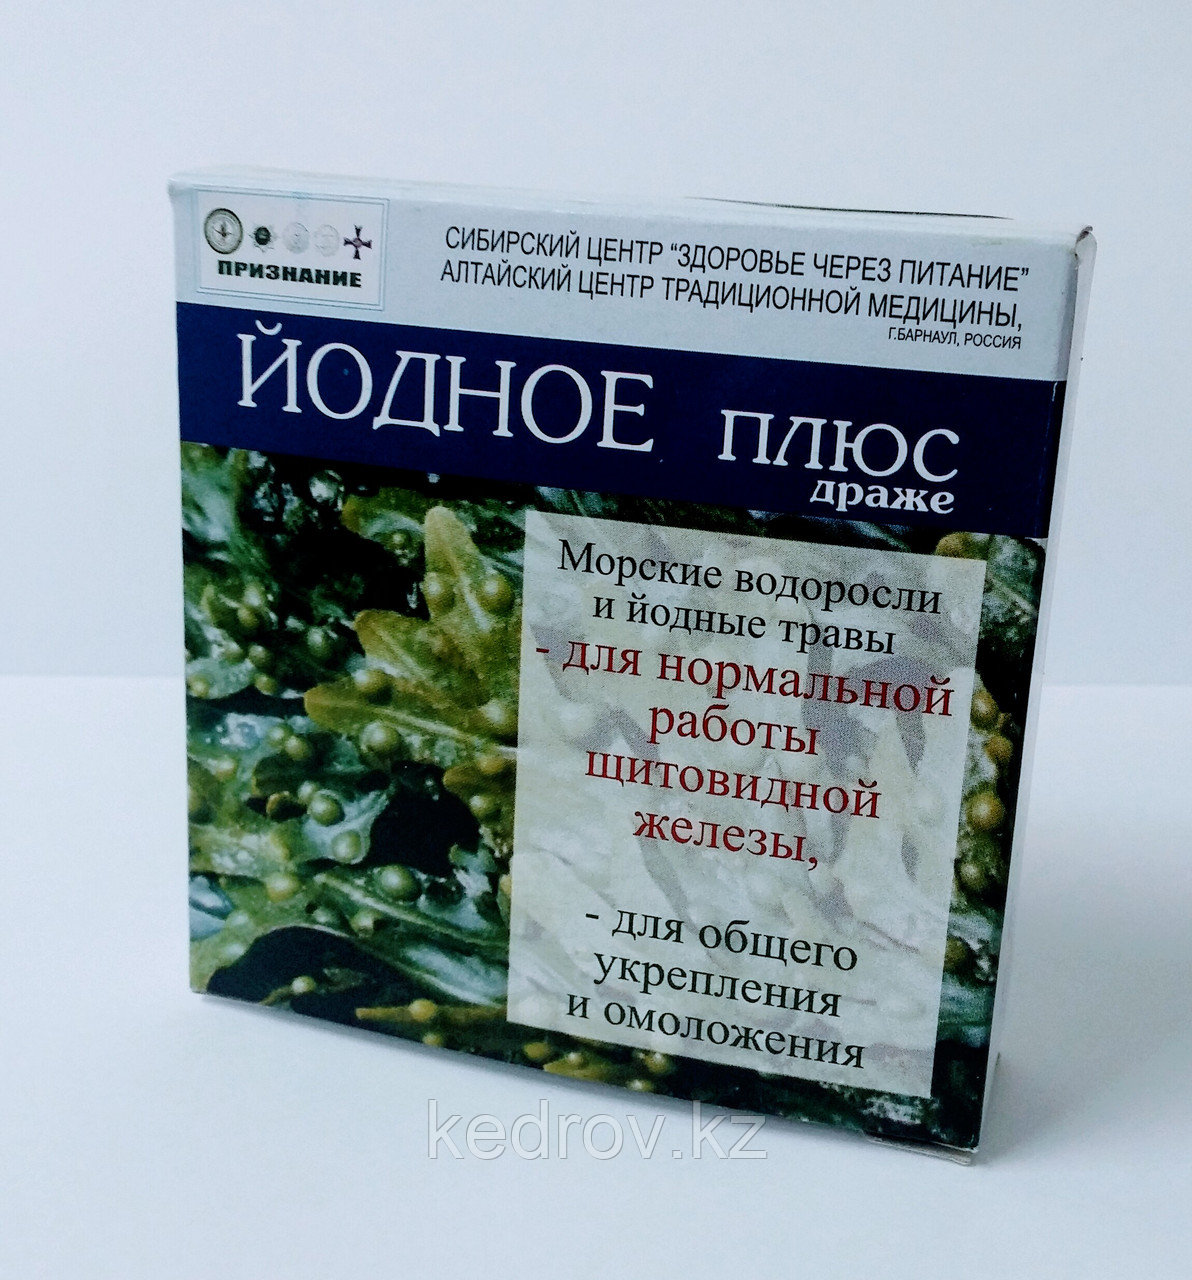 ПРИЗНАНИЕ
СИБИРСКИЙ ЦЕНТР "ЗДОРОВЬЕ ЧЕРЕЗ ПИТАНИЕ"
АЛТАЙСКИЙ ЦЕНТР ТРАДИЦИОННОЙ МЕДИЦИНЫ,
Г.БАРНАУЛ, РОССИЯ
ЙОДНОЕ ПЛЮС
драже
Морские водоросли
и йодные травы
- для нормальной
работы
щитовидной
железы,
- для общего
укрепления
и омоложения
kedrov.kz